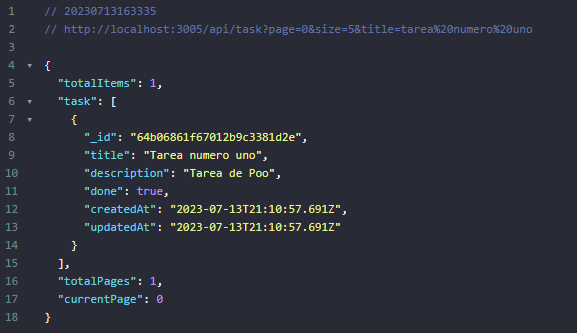 1 // 20230713163335
2 // http://localhost:3005/api/task?page=0&size=5&title=tarea%20numero%20uno
3
4 {
5 "totalItems": 1,
6 "task": [
7 {
8 "_id": "64b06861f67012b9c3381d2e",
9 "title": "Tarea numero uno",
10 "description": "Tarea de Poo",
11 "done": true,
12 "createdAt": "2023-07-13T21:10:57.691Z",
13 "updatedAt": "2023-07-13T21:10:57.691Z"
14 }
15 ],
16 "totalPages": 1,
17 "currentPage": 0
18 }